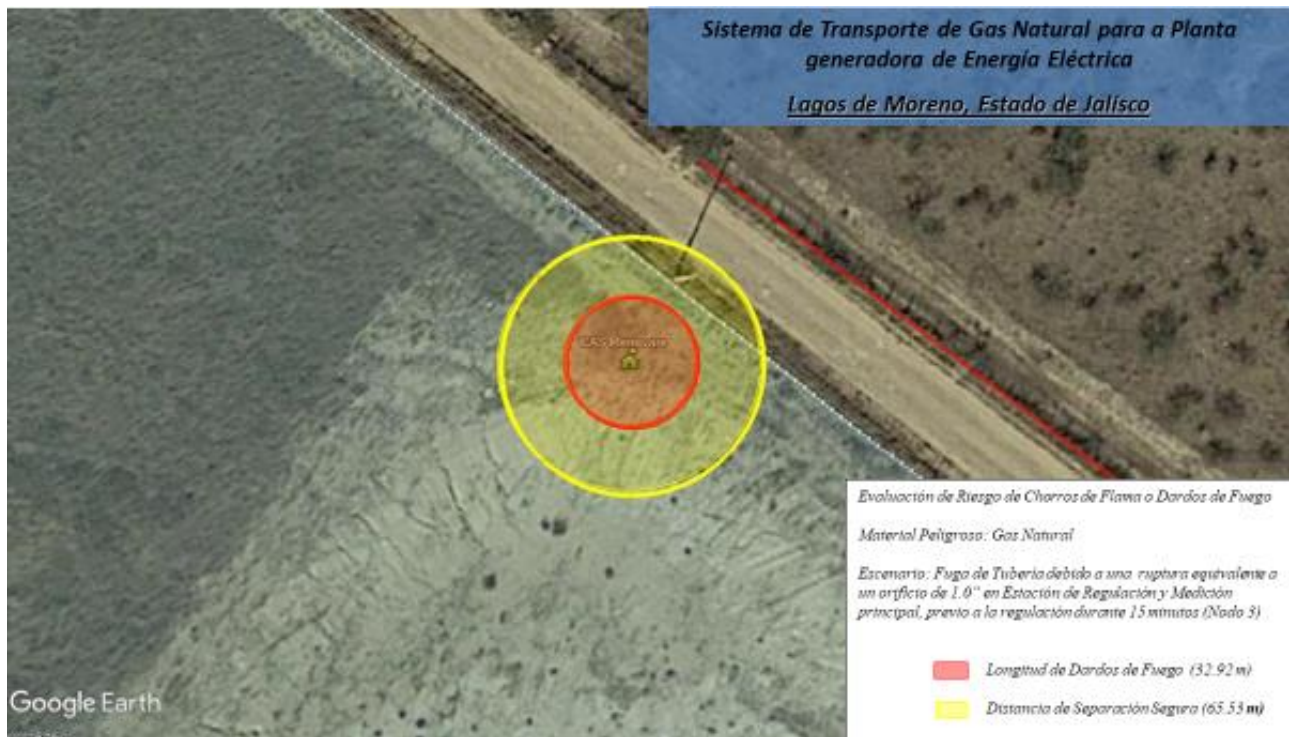 Sistema de Transporte de Gas Natural para a Planta
generadora de Energía Eléctrica
Lagos de Moreno, Estado de Jalisco
Evaluación de Riesgo de Chorros de Flama o Dardos de Fuego
Material Peligroso: Gas Natural
Escenario: Fuga de Tubería debido a una ruptura equivalente a
un orificio de 1.0" en Estación de Regulación y Medición
principal, previo a la regulación durante 15 minutos (Nodo 3)
Longitud de Dardos de Fuego (32.92 m)
Distancia de Separación Segura (65.53 m)
Google Earth